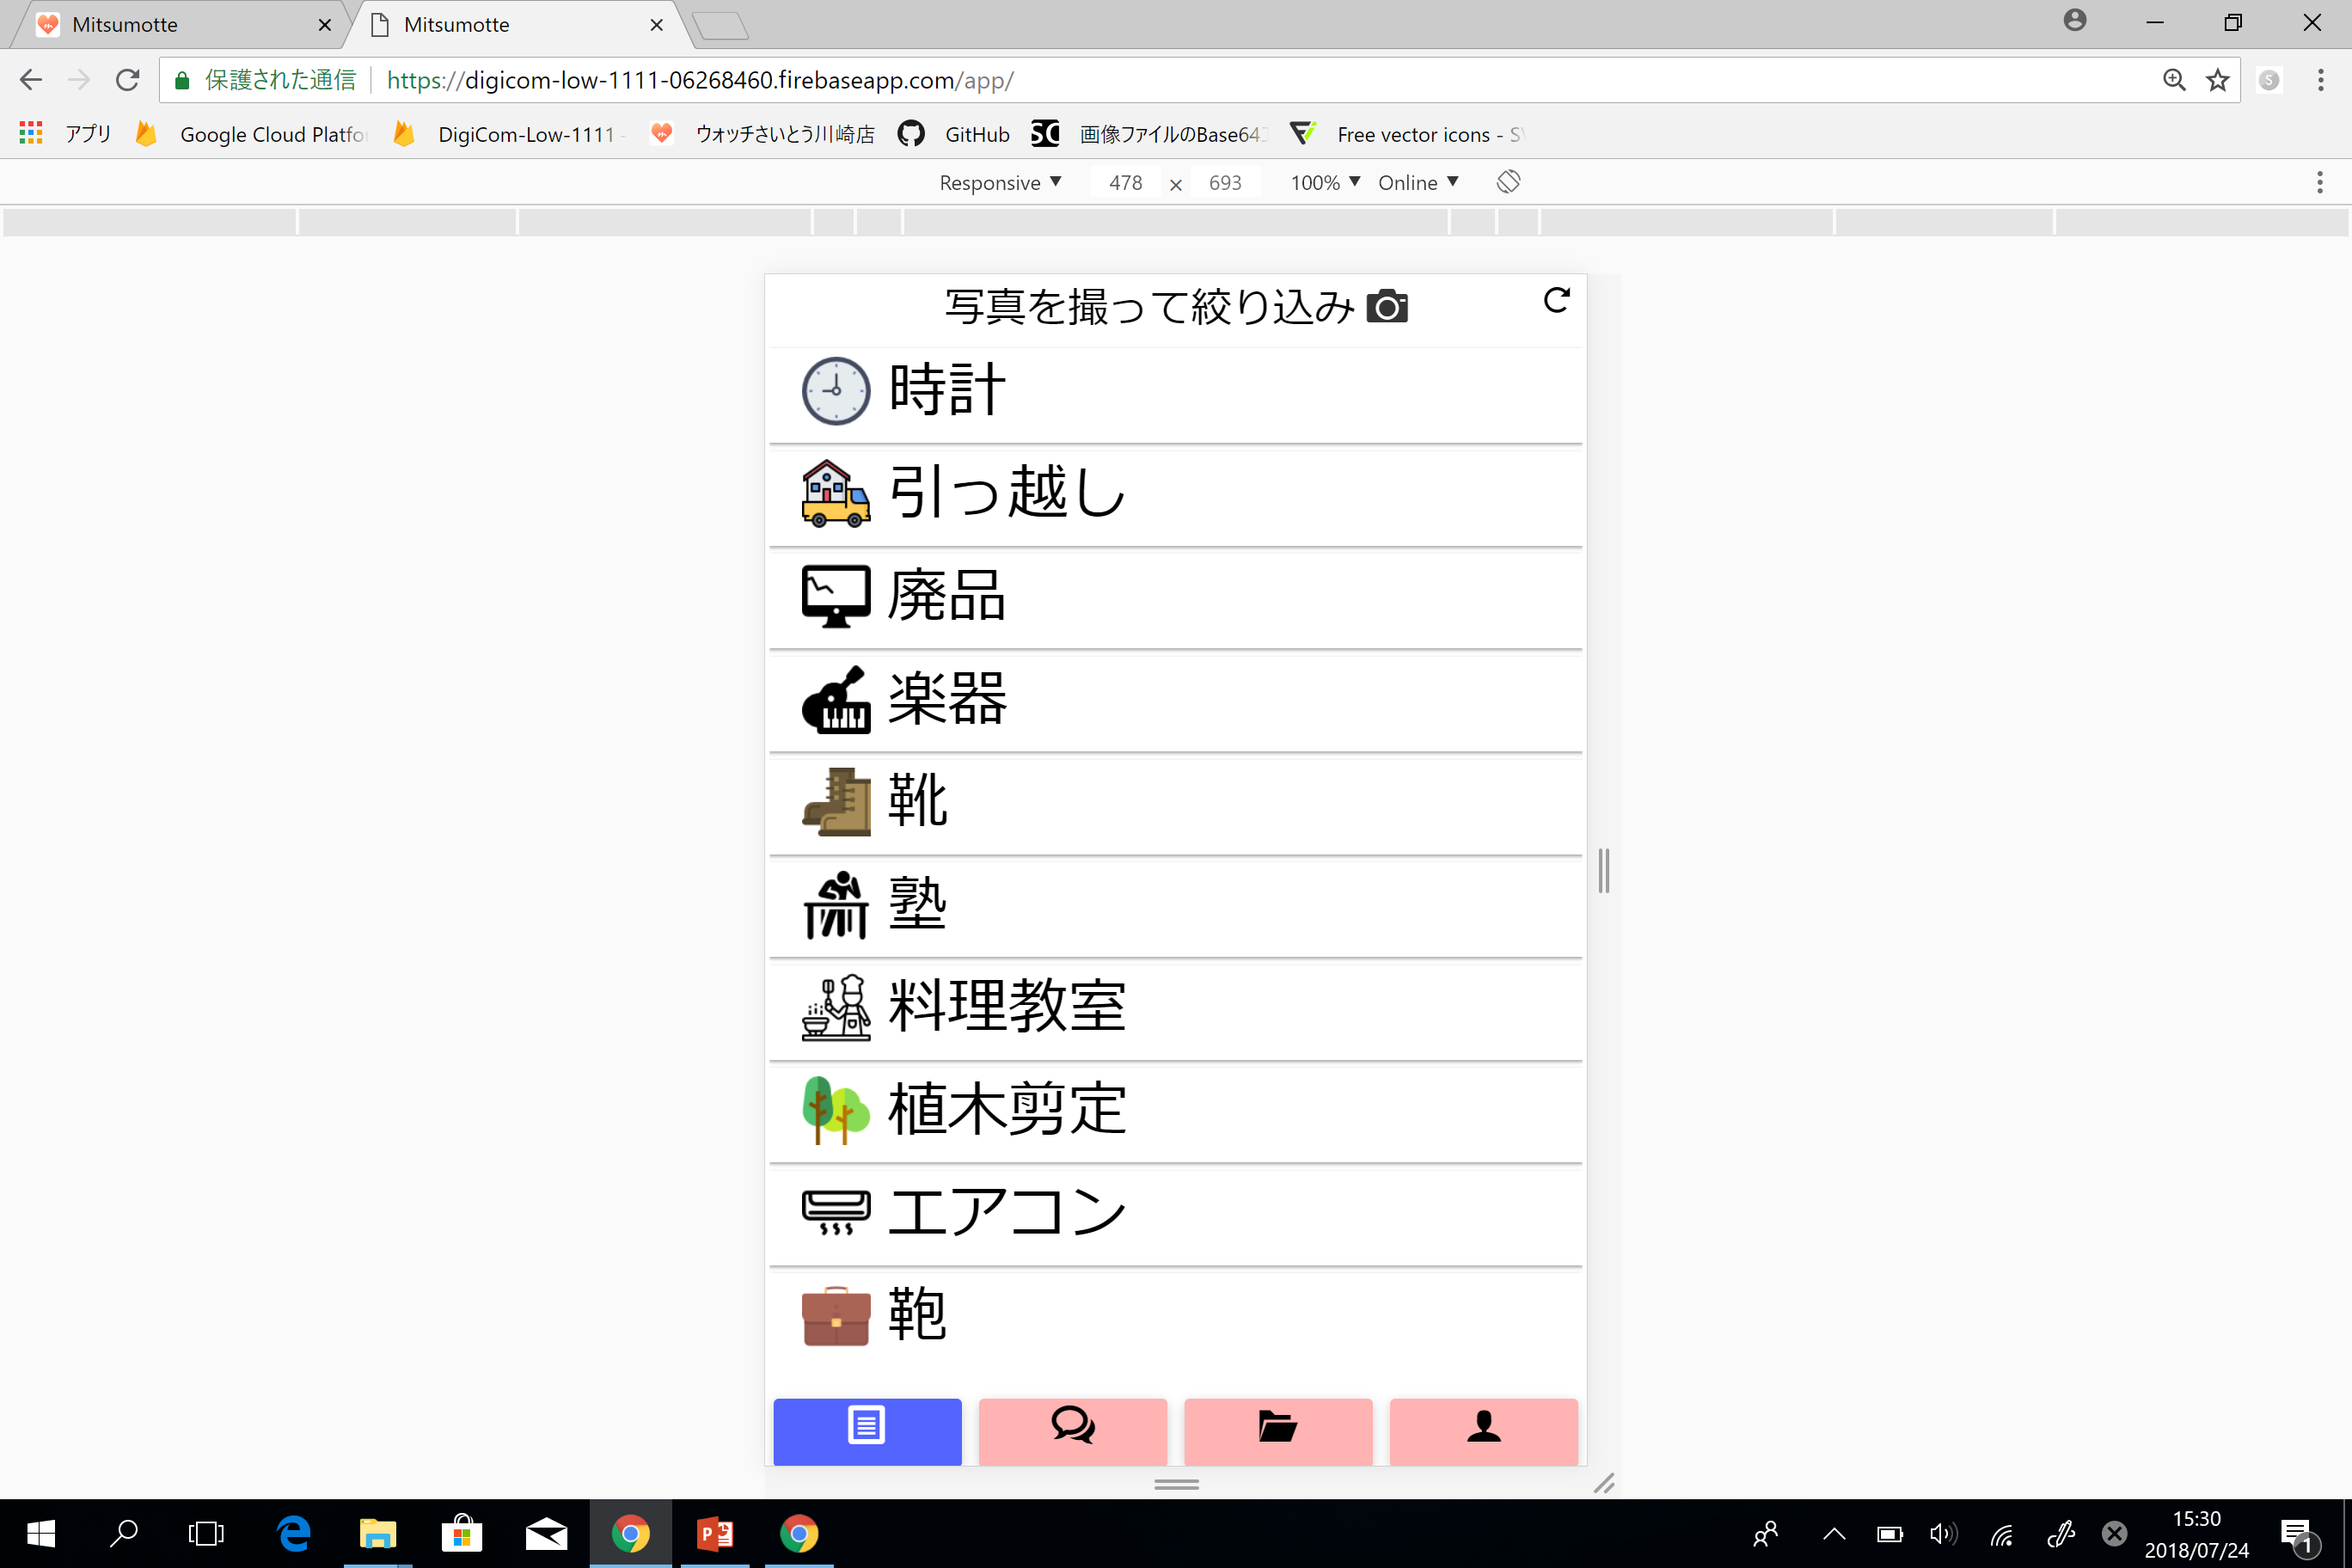 Mitsumotte
Mitsumotte
保護された通信
https://digicom-low-1111-06268460.firebaseapp.com/app/
アプリ
Google Cloud Platfo
DigiCom-Low-1111 -
ウォッチさいとう川崎店
GitHub
SC
画像ファイルのBase64
Free vector icons - S
Responsive
478 × 693
100%
Online
写真を撮って絞り込み
時計
引っ越し
廃品
楽器
靴
塾
料理教室
植木剪定
エアコン
鞄
15:30
2018/07/24
1